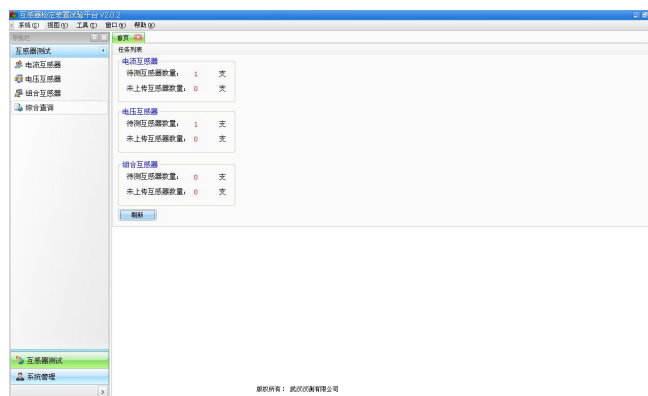 互感器检定装置试验平台 V2.0.2
系统(S) 视图(V) 工具(T) 窗口(W) 帮助(H)
导航栏
首页
互感器测试
任务列表
电流互感器
电压互感器
组合互感器
综合查询
电流互感器
待测互感器数量: 1 支
未上传互感器数量: 0 支
电压互感器
待测互感器数量: 1 支
未上传互感器数量: 0 支
组合互感器
待测互感器数量: 0 支
未上传互感器数量: 0 支
刷新
互感器测试
系统管理
版权所有: 武汉汉测有限公司